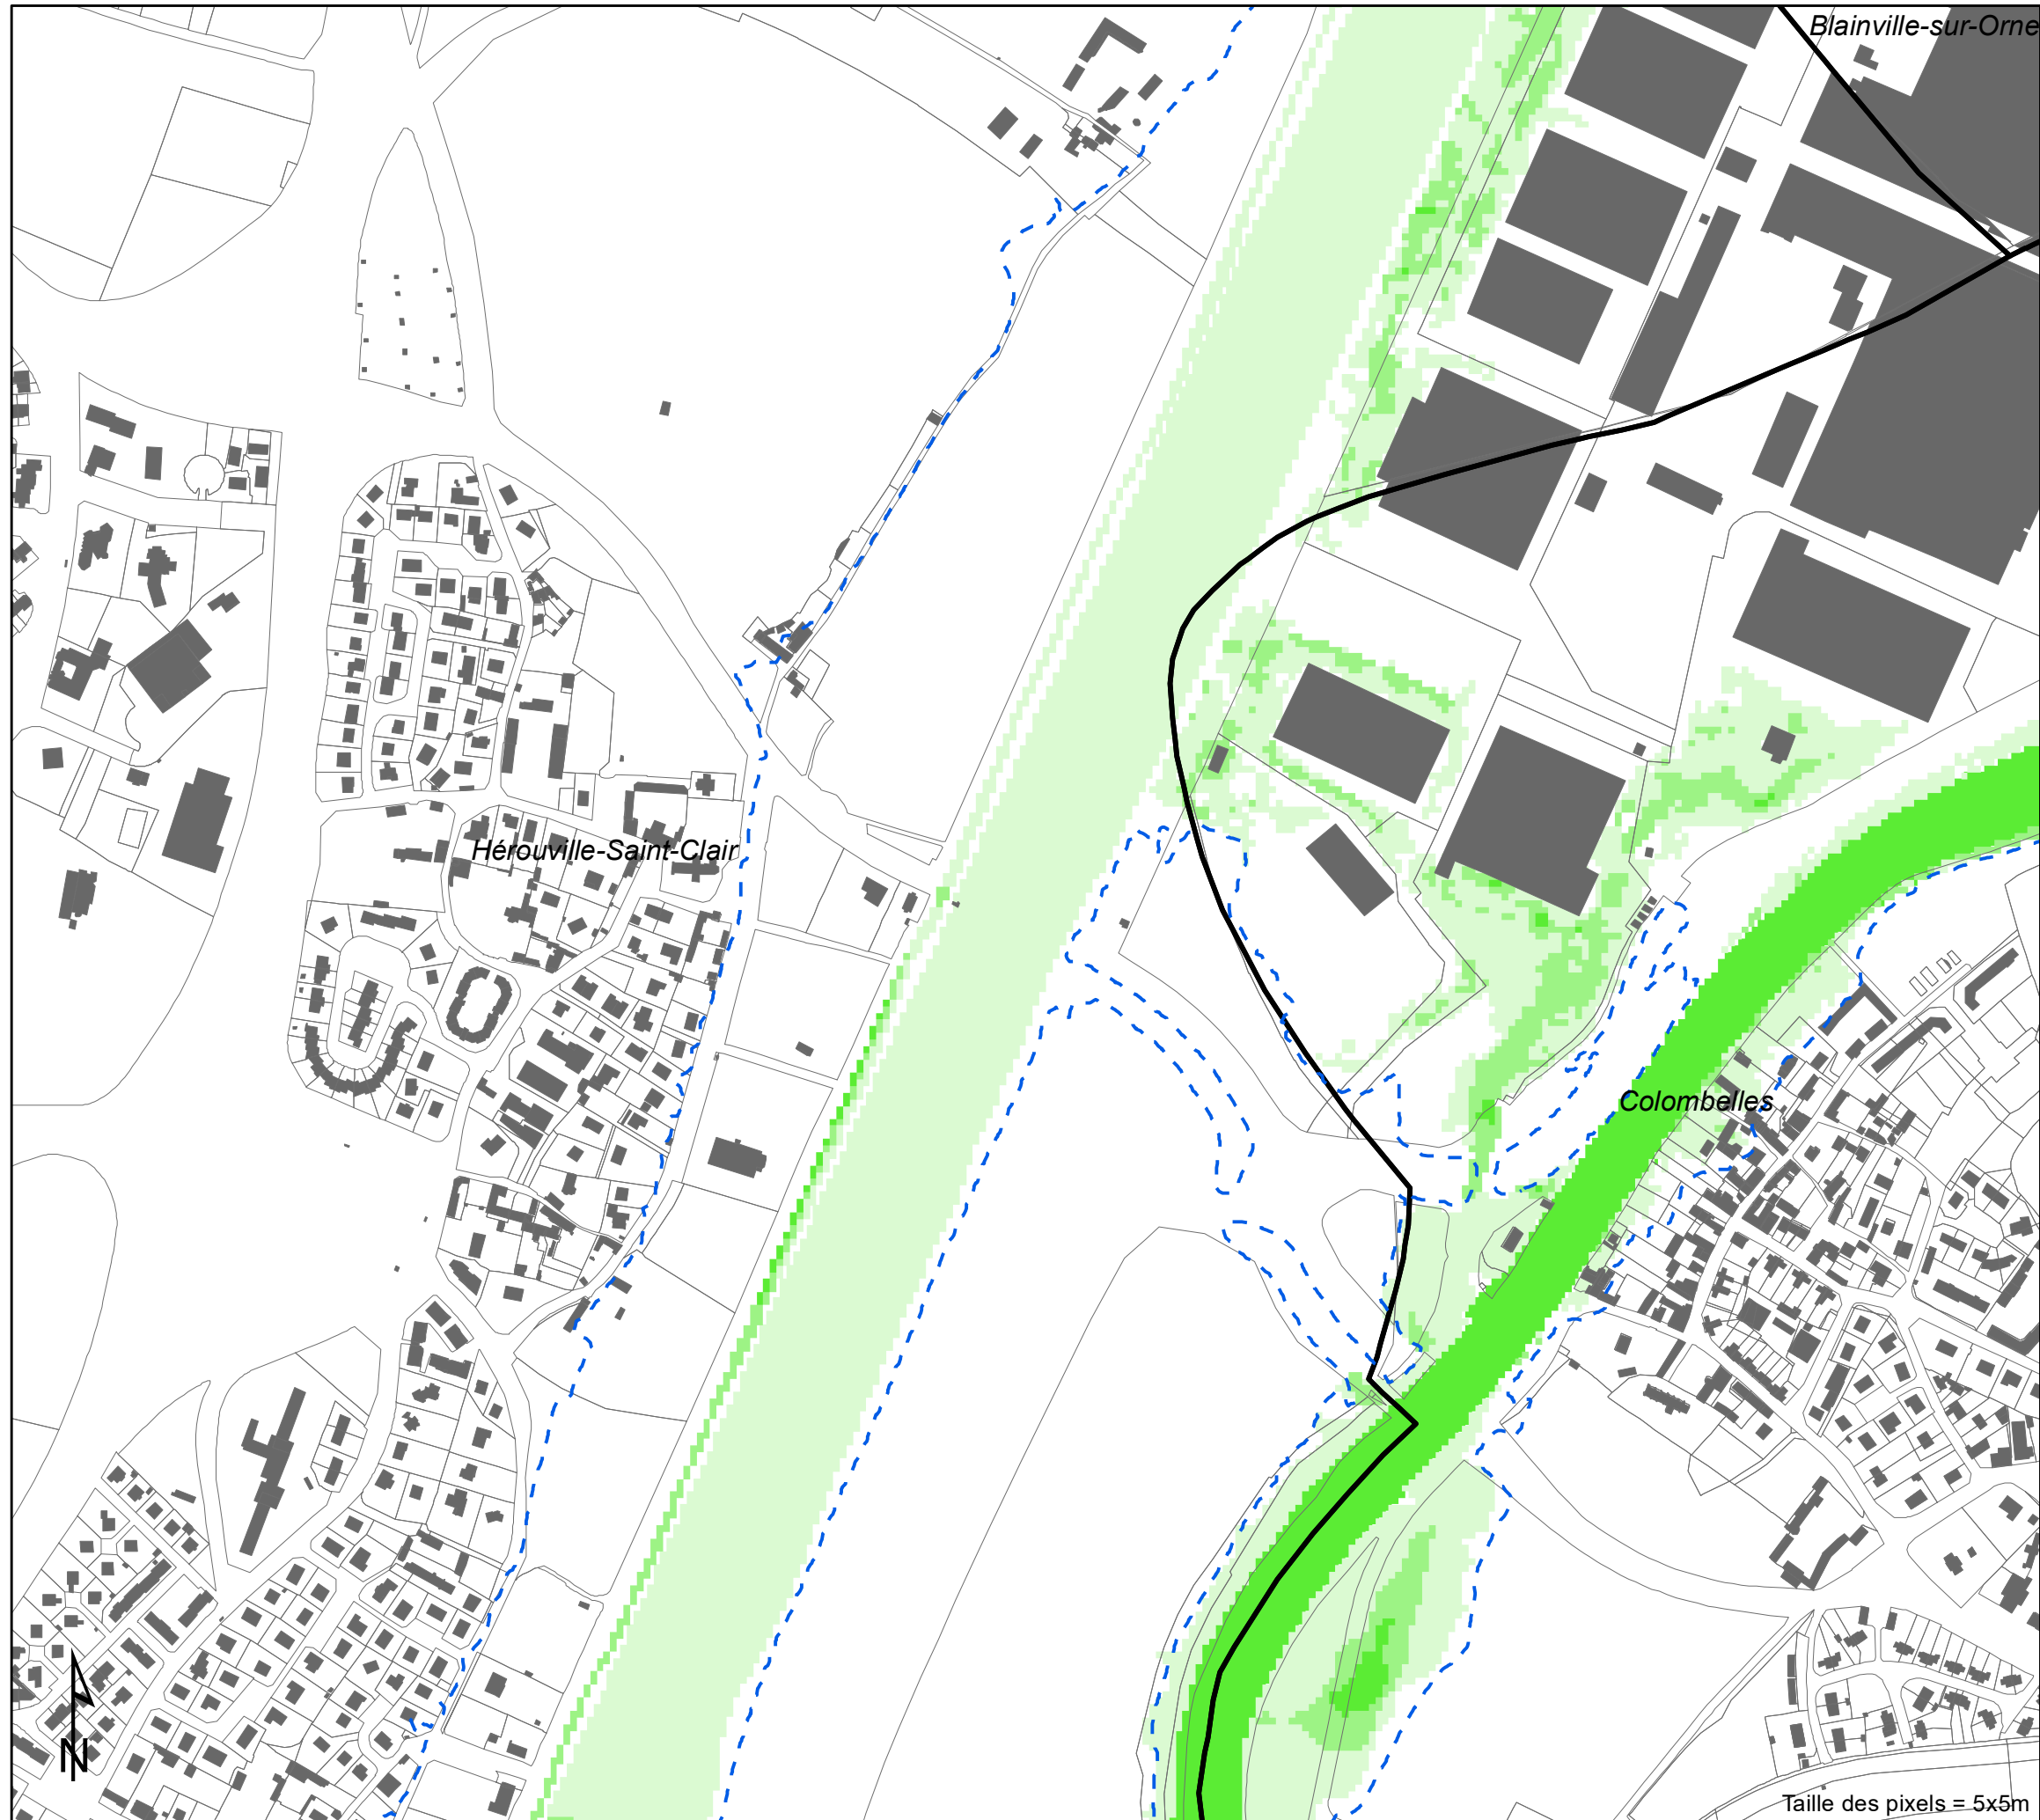 Blainville-sur-Orne
Hérouville-Saint-Clair
Colombelles
N
Taille des pixels = 5x5m